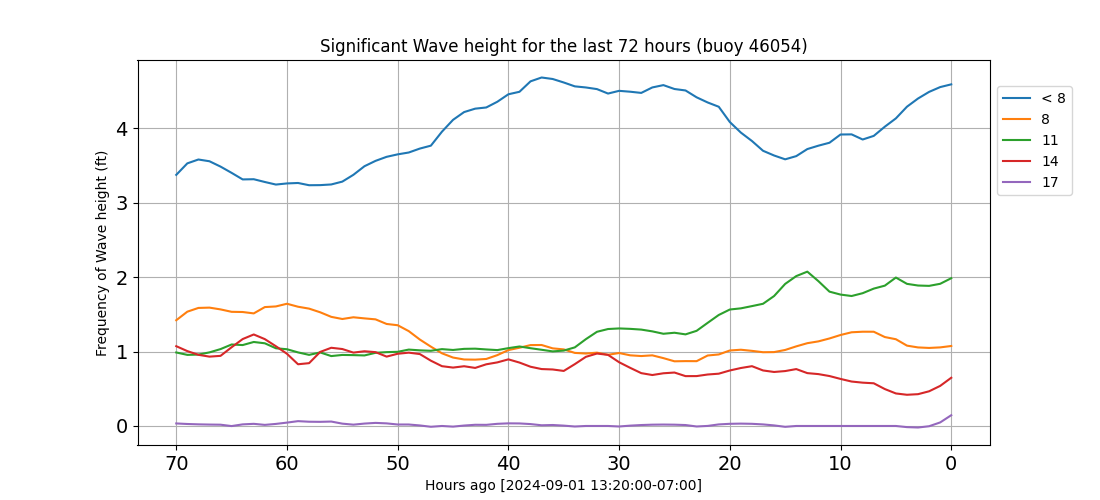 Significant Wave height for the last 72 hours (buoy 46054)
Frequency of Wave height (ft)
4
3
2
1
0
70 60 50 40 30 20 10 0
Hours ago [2024-09-01 13:20:00-07:00]
< 8
8
11
14
17